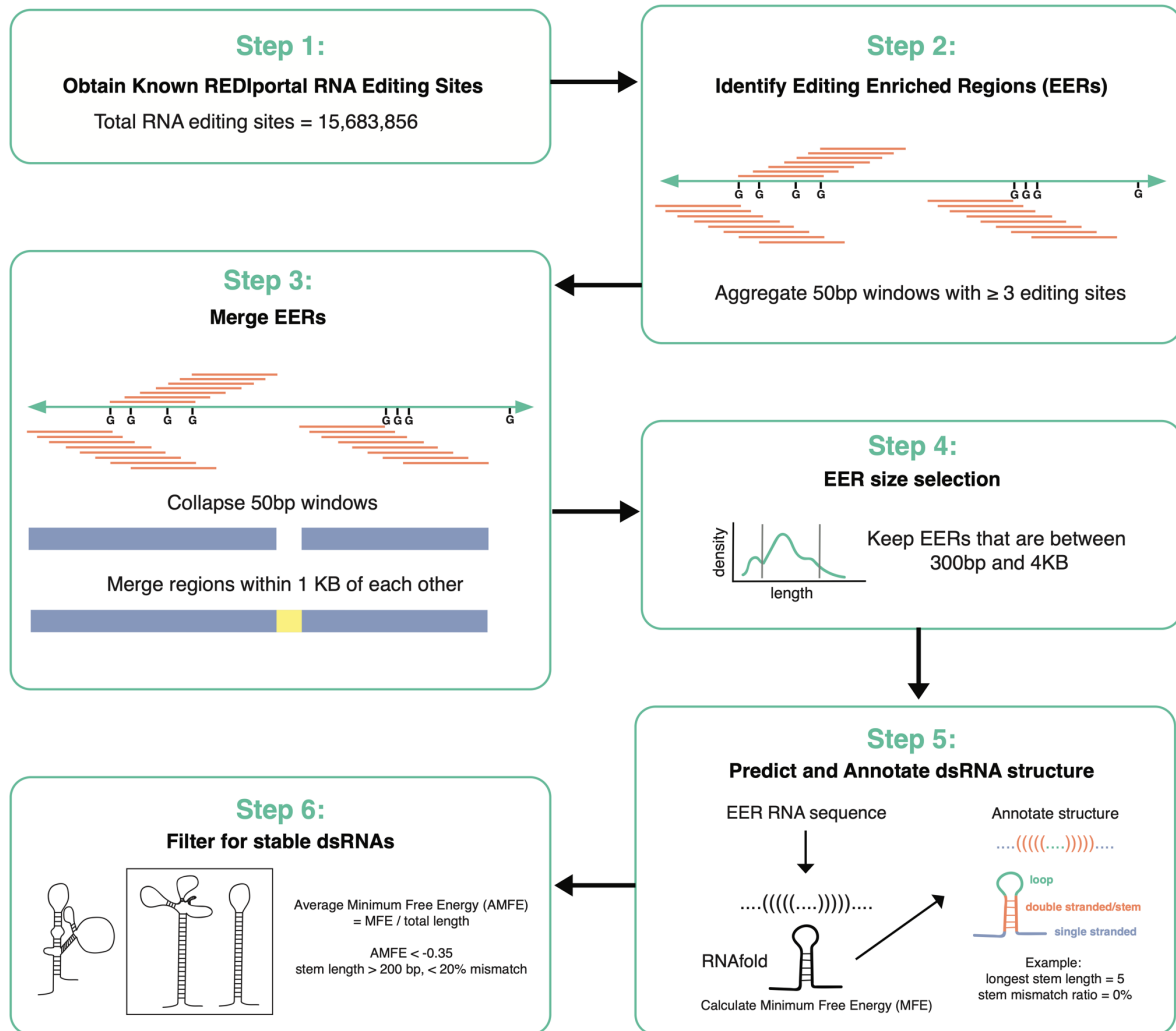 Step 1:
Obtain Known REDIportal RNA Editing Sites
Total RNA editing sites = 15,683,856
Step 2:
Identify Editing Enriched Regions (EERs)
G G G G G G G G
Aggregate 50bp windows with ≥ 3 editing sites
Step 3:
Merge EERs
G G G G G G G G
Collapse 50bp windows
Merge regions within 1 KB of each other
Step 4:
EER size selection
density
length
Keep EERs that are between
300bp and 4KB
Step 5:
Predict and Annotate dsRNA structure
EER RNA sequence
....(((((....)))))....
RNAfold
Calculate Minimum Free Energy (MFE)
Annotate structure
....(((((....)))))....
loop
double stranded/stem
single stranded
Example:
longest stem length = 5
stem mismatch ratio = 0%
Step 6:
Filter for stable dsRNAs
Average Minimum Free Energy (AMFE)
= MFE / total length
AMFE < -0.35
stem length > 200 bp, < 20% mismatch